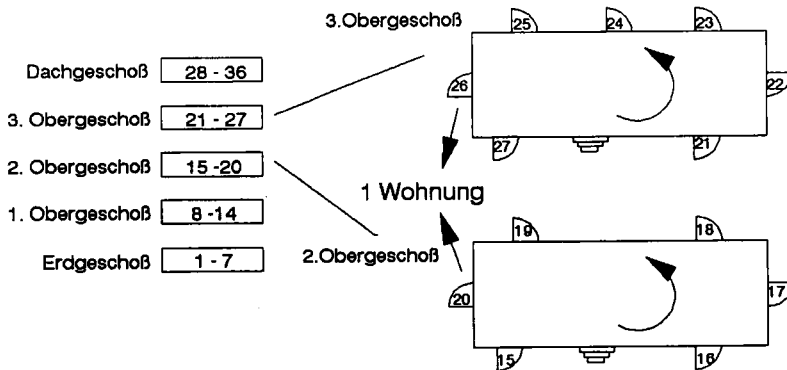 3.Obergeschoß
25 24 23
Dachgeschoß 28 - 36
26 22
3. Obergeschoß 21 - 27
27 21
2. Obergeschoß 15 -20
1 Wohnung
1. Obergeschoß 8 -14
19 18
2.Obergeschoß
Erdgeschoß 1 - 7
20 17
15 16